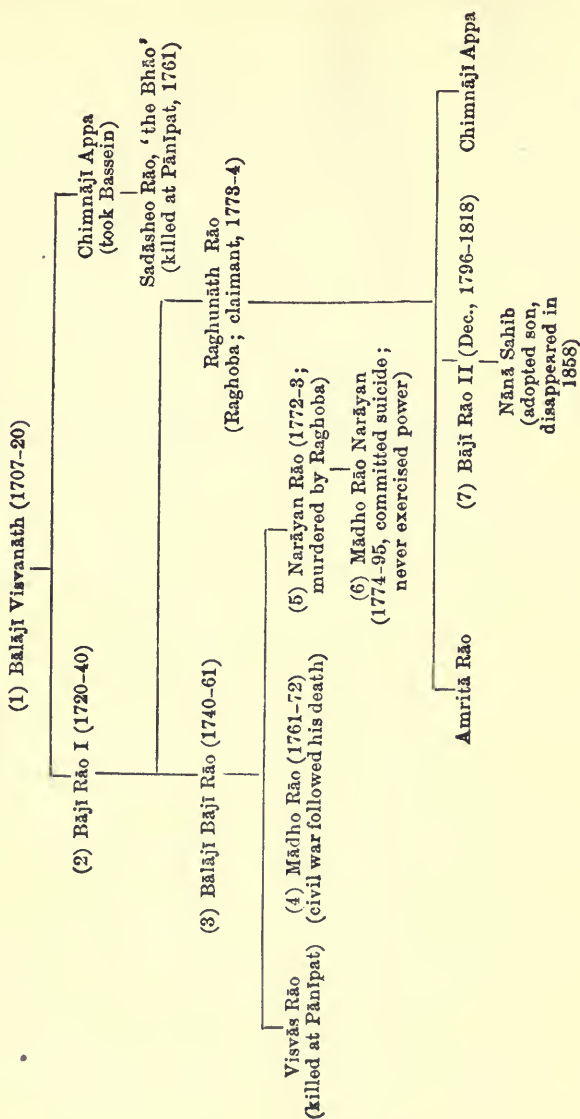 (1) Bālājī Visvanāth (1707–20)
(2) Bājī Rāo I (1720–40)
Chimnājī Appa
(took Bassein)
Sadāsheo Rāo, ‘the Bhāo’
(killed at Pānīpat, 1761)
(3) Bālājī Bājī Rāo (1740–61)
Raghunāth Rāo
(Raghoba; claimant, 1773–4)
Visvās Rāo
(killed at Pānīpat)
(4) Mādho Rāo (1761–72)
(civil war followed his death)
(5) Narāyan Rāo (1772–3;
murdered by Raghoba)
(6) Mādho Rāo Narāyan
(1774–95, committed suicide;
never exercised power)
Amritā Rāo
(7) Bājī Rāo II (Dec., 1796–1818)
Chimnājī Appa
Nānā Sahib
(adopted son,
disappeared in
1858)